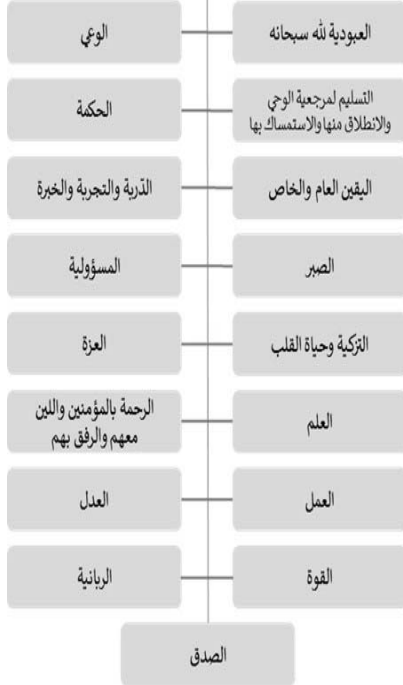 العبودية لله سبحانه
الوعي
التسليم لمرجعية الوحي
والانطلاق منها والاستمساك بها
الحكمة
اليقين العام والخاص
الدّربة والتجربة والخبرة
الصبر
المسؤولية
التزكية وحياة القلب
العزة
العلم
الرحمة بالمؤمنين واللين
معهم والرفق بهم
العمل
العدل
القوة
الربانية
الصدق